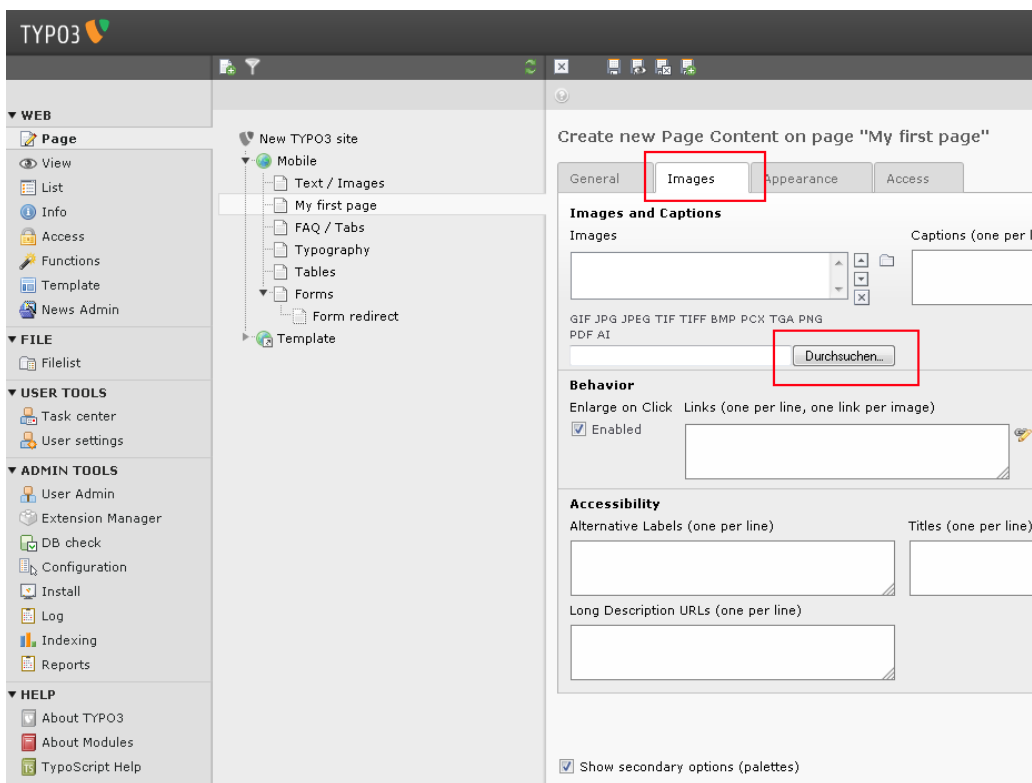 TYPO3
WEB
Page
View
List
Info
Access
Functions
Template
News Admin
FILE
Filelist
USER TOOLS
Task center
User settings
ADMIN TOOLS
User Admin
Extension Manager
DB check
Configuration
Install
Log
Indexing
Reports
HELP
About TYPO3
About Modules
TypoScript Help
New TYPO3 site
Mobile
Text / Images
My first page
FAQ / Tabs
Typography
Tables
Forms
Form redirect
Template
Create new Page Content on page "My first page"
General Images Appearance Access
Images and Captions
Images Captions (one per l
GIF JPG JPEG TIF TIFF BMP PCX TGA PNG
PDF AI
Durchsuchen...
Behavior
Enlarge on Click Links (one per line, one link per image)
Enabled
Accessibility
Alternative Labels (one per line) Titles (one per line)
Long Description URLs (one per line)
Show secondary options (palettes)